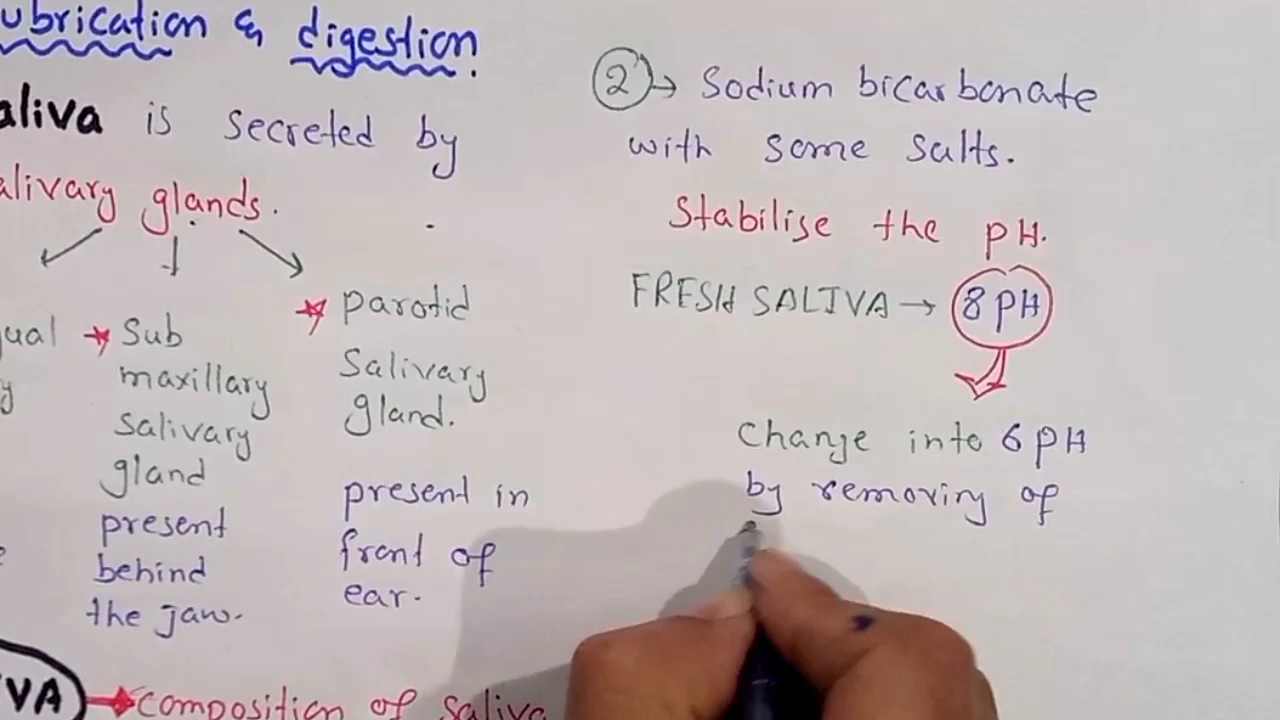 ubrication & digestion.
aliva is secreted by
alivary glands.
gual
y
Sub
maxillary
salivary
gland
present
behind
the jaw.
parotid
Salivary
gland.
present in
front of
ear.
VA → composition of saliva
2 → Sodium bicarbonate
with some salts.
Stabilise the pH.
FRESH SALIVA → 8 PH
Change into 6 PH
by removing of